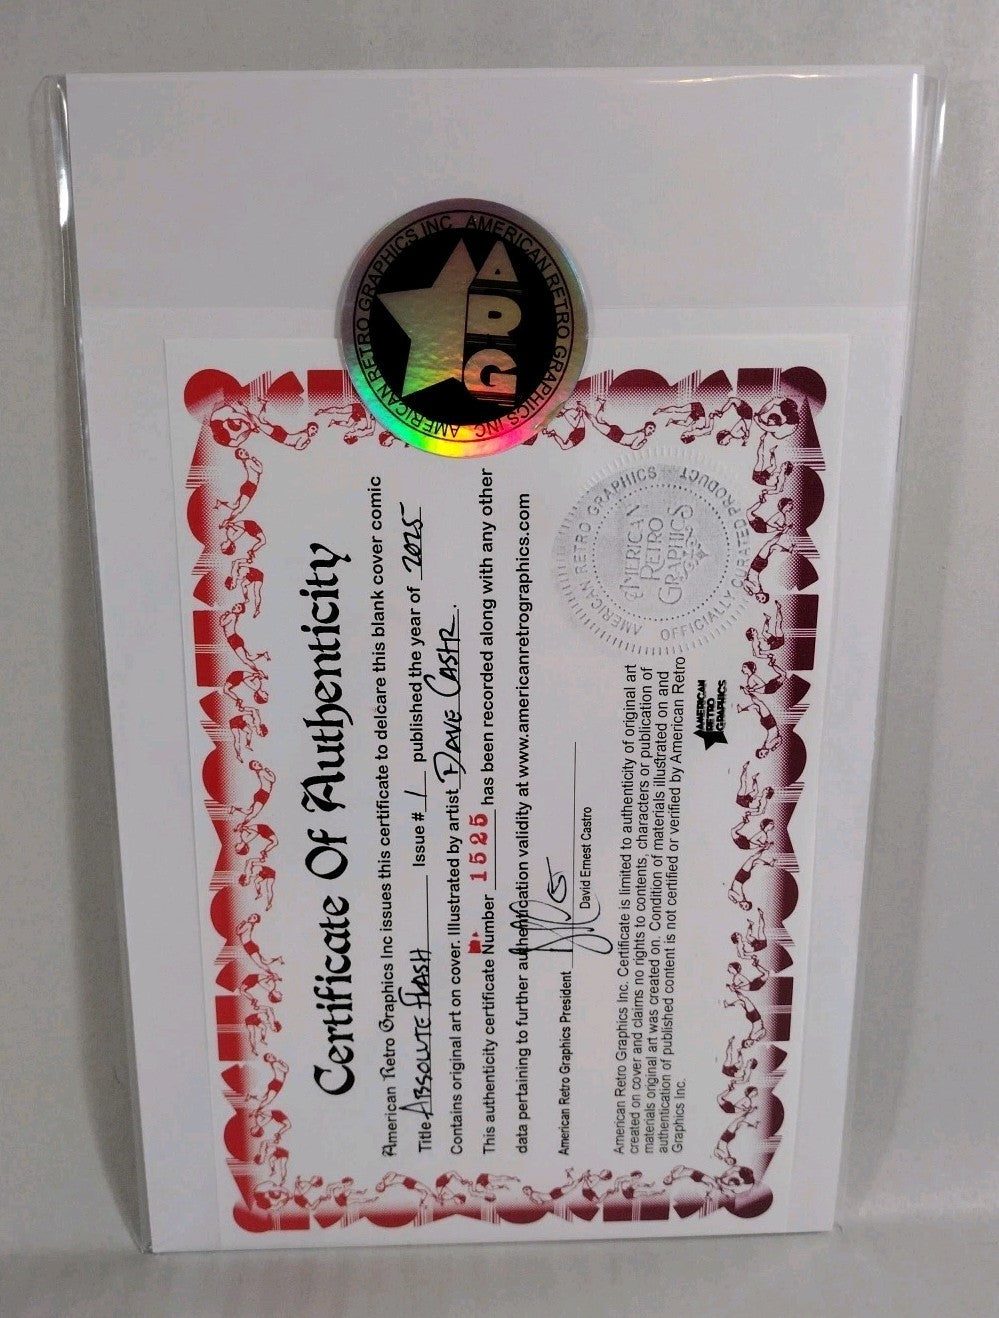 AMERICAN RETRO GRAPHICS INC. AMERICAN RETRO GRAPHICS INC.
ARG
Certificate Of Authenticity
American Retro Graphics Inc issues this certificate to delcare this blank cover comic
Title ABSOLUTE FLASH Issue # 1 published the year of 2025
Contains original art on cover. Illustrated by artist DAVE CASTR.
This authenticity certificate Number 1525 has been recorded along with any other
data pertaining to further authentication validity at www.americanretrographics.com
American Retro Graphics President
David Ernest Castro
American Retro Graphics Inc. Certificate is limited to authenticity of original art
created on cover and claims no rights to contents, characters or publication of
materials original art was created on. Condition of materials illustrated on and
authentication of published content is not certified or verified by American Retro
Graphics Inc.
AMERICAN
RETRO
GRAPHICS
AMERICAN RETRO GRAPHICS
OFFICIALLY CURATED PRODUCT
AMERICAN
RETRO
GRAPHICS